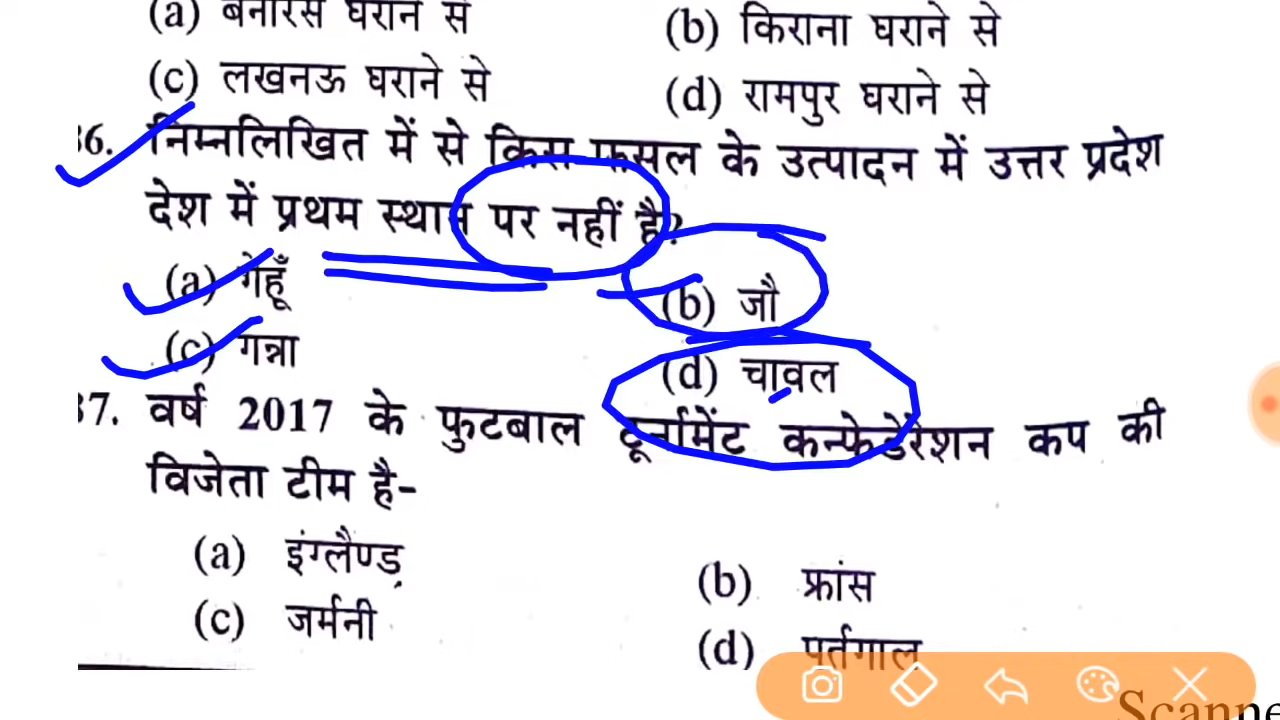 (a) बनारस घराने से (b) किराना घराने से
(c) लखनऊ घराने से (d) रामपुर घराने से
36. निम्नलिखित में से किस फसल के उत्पादन में उत्तर प्रदेश
देश में प्रथम स्थान पर नहीं है?
(a) गेहूँ (b) जौ
(c) गन्ना (d) चावल
37. वर्ष 2017 के फुटबाल टूर्नामेंट कन्फेडेरेशन कप की
विजेता टीम है-
(a) इंग्लैण्ड (b) फ्रांस
(c) जर्मनी (d) पुर्तगाल
Scanne